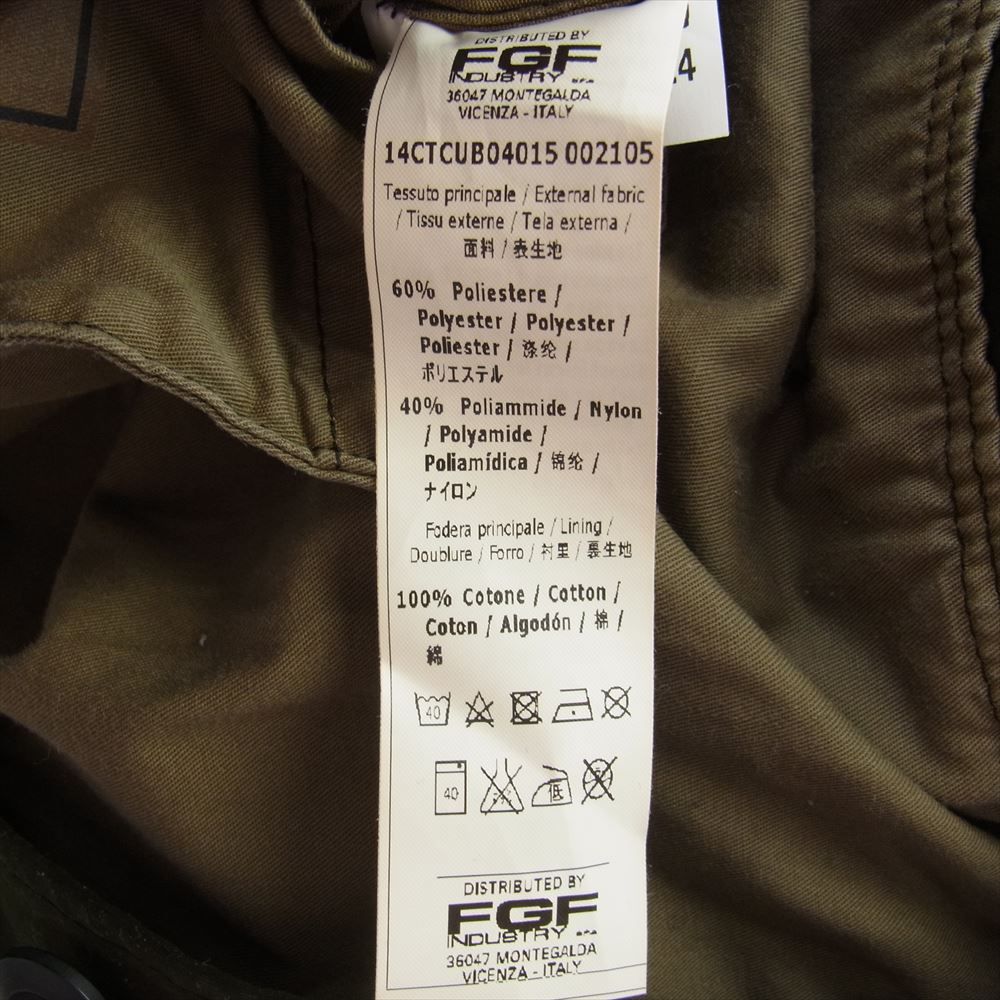 DISTRIBUTED BY
FGF
INDUSTRY
36047 MONTEGALDA
VICENZA - ITALY
4
14CTCUB04015 002105
Tessuto principale / External fabric
/ Tissu externe / Tela externa /
面料 / 表生地
60% Poliestere /
Polyester / Polyester /
Poliester / 涤纶 /
ポリエステル
40% Poliammide / Nylon
/ Polyamide /
Poliamídica / 锦纶 /
ナイロン
Fodera principale / Lining /
Doublure / Forro / 衬里 / 裏生地
100% Cotone / Cotton /
Coton / Algodón / 棉 /
綿
40
40
低
DISTRIBUTED BY
FGF
INDUSTRY
36047 MONTEGALDA
VICENZA - ITALY